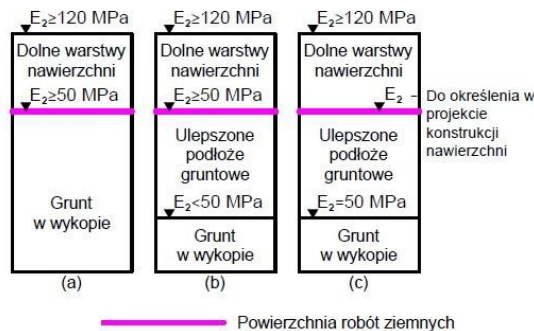 E₂≥120 MPa
Dolne warstwy
nawierzchni
E₂≥50 MPa
Grunt
w wykopie
(a)
E₂≥120 MPa
Dolne warstwy
nawierzchni
E₂≥50 MPa
Ulepszone
podłoże
gruntowe
E₂<50 MPa
Grunt
w wykopie
(b)
E₂≥120 MPa
Dolne warstwy
nawierzchni
E₂ - Do określenia w
projekcie
konstrukcji
nawierzchni
Ulepszone
podłoże
gruntowe
E₂=50 MPa
Grunt
w wykopie
(c)
Powierzchnia robót ziemnych